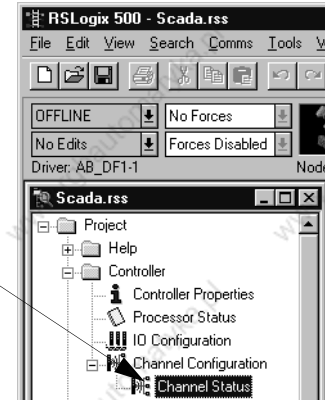 RSLogix 500 - Scada.rss
File Edit View Search Comms Tools
OFFLINE No Forces
No Edits Forces Disabled
Driver: AB_DF1-1 Node
Scada.rss
Project
Help
Controller
Controller Properties
Processor Status
IO Configuration
Channel Configuration
Channel Status